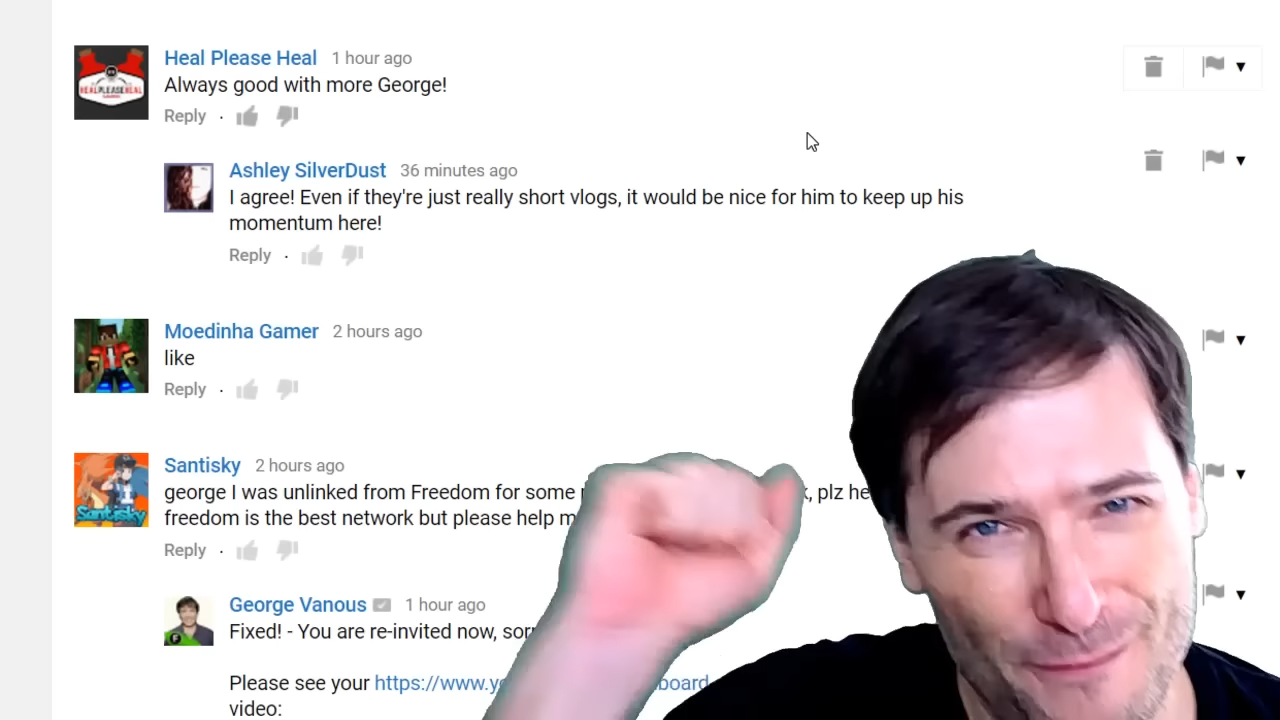 Heal Please Heal 1 hour ago
Always good with more George!
Reply ·
Ashley SilverDust 36 minutes ago
I agree! Even if they're just really short vlogs, it would be nice for him to keep up his
momentum here!
Reply ·
Moedinha Gamer 2 hours ago
like
Reply ·
Santisky 2 hours ago
george I was unlinked from Freedom for some , plz
freedom is the best network but please help
Reply ·
Santisky
George Vanous 1 hour ago
Fixed! - You are re-invited now,
Please see your https://www.
video: